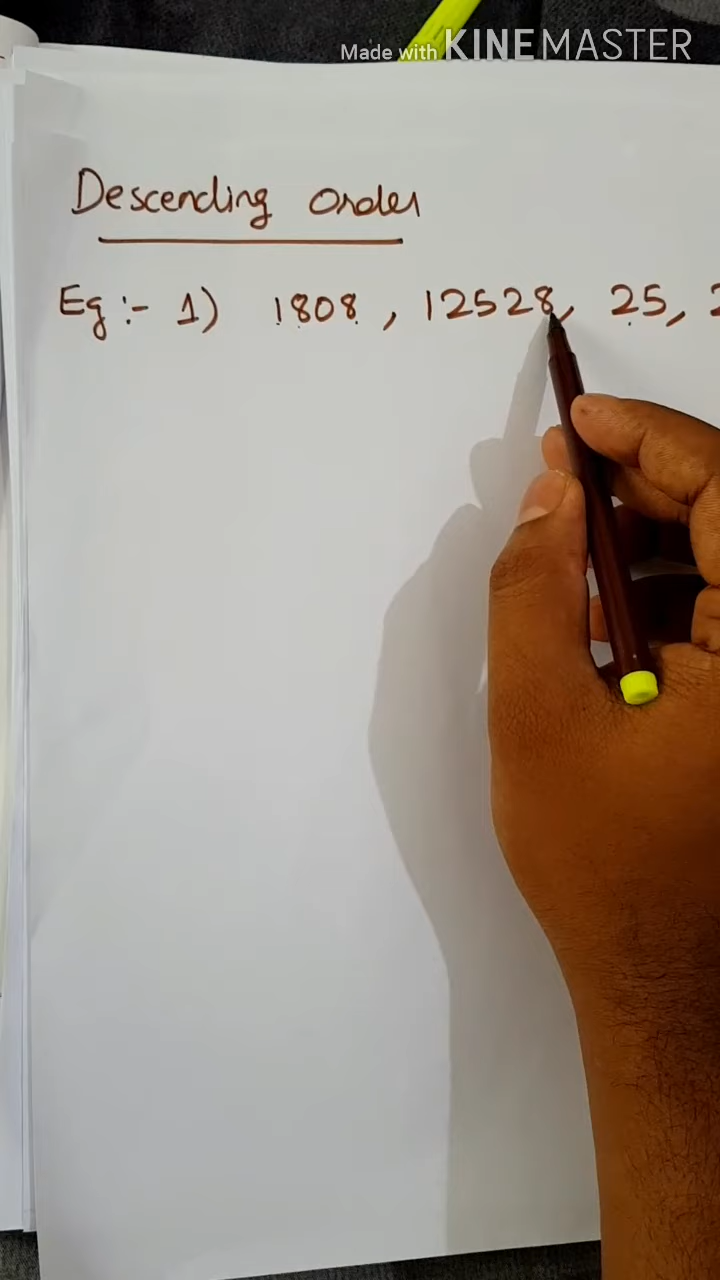 Made with KINEMASTER
Descending Order
Eg :- 1) 1808 , 12528, 25,